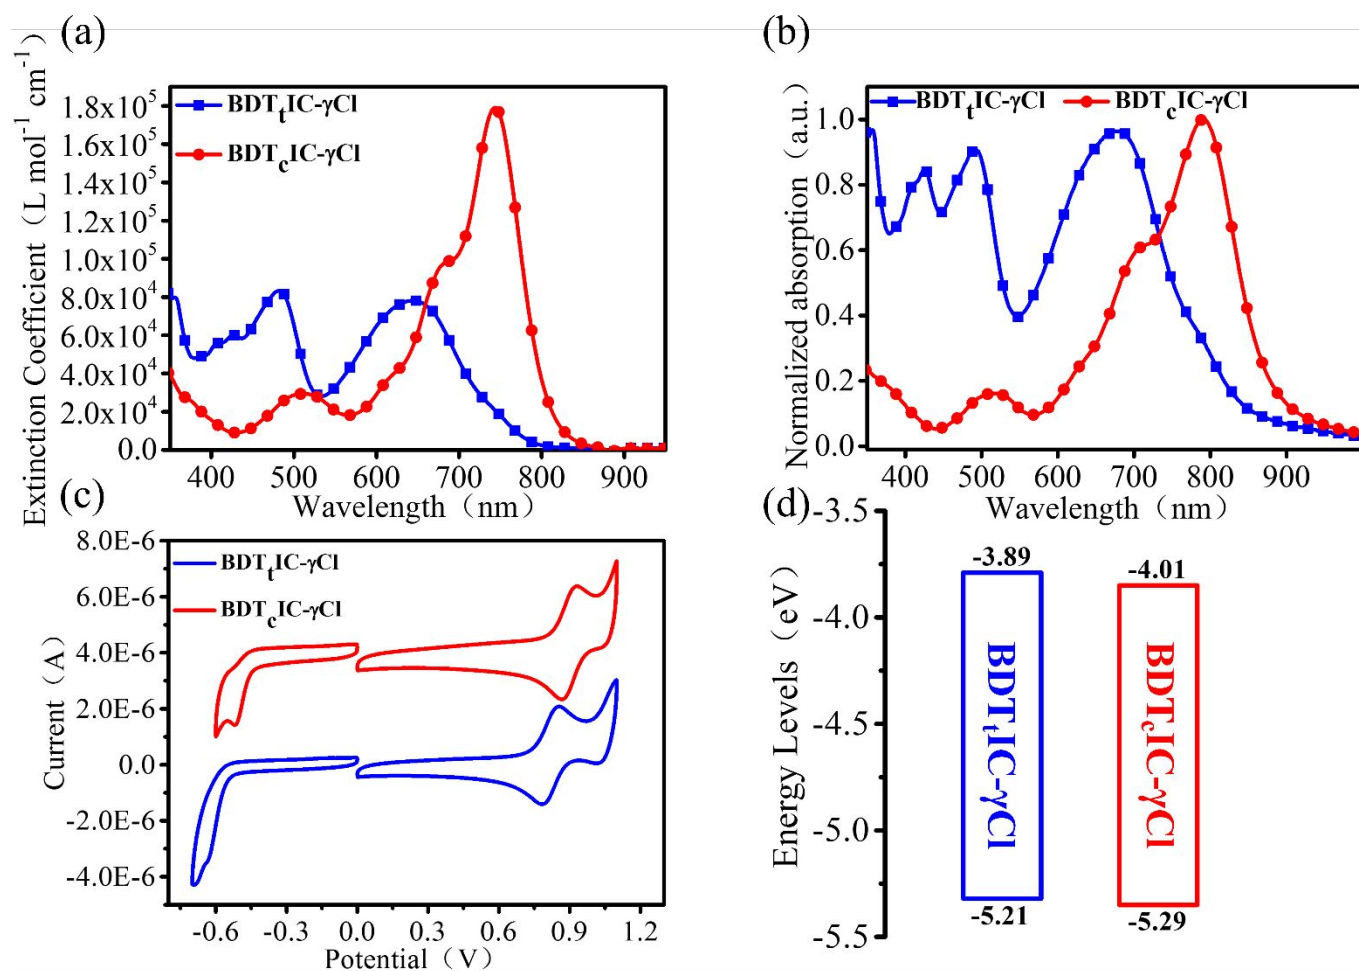 (a)
Extinction Coefficient（L mol⁻¹ cm⁻¹）
1.8x10⁵
1.6x10⁵
1.4x10⁵
1.2x10⁵
1.0x10⁵
8.0x10⁴
6.0x10⁴
4.0x10⁴
2.0x10⁴
0.0
BDTtIC-γCl
BDTcIC-γCl
400 500 600 700 800 900
Wavelength（nm）
(b)
Normalized absorption（a.u.）
1.0
0.8
0.6
0.4
0.2
0.0
BDTtIC-γCl BDTcIC-γCl
400 500 600 700 800 900
Wavelength（nm）
(c)
Current（A）
8.0E-6
6.0E-6
4.0E-6
2.0E-6
0.0
-2.0E-6
-4.0E-6
BDTtIC-γCl
BDTcIC-γCl
-0.6 -0.3 0.0 0.3 0.6 0.9 1.2
Potential（V）
(d)
Energy Levels（eV）
-3.5
-4.0
-4.5
-5.0
-5.5
-3.89
BDTtIC-γCl
-5.21
-4.01
BDTcIC-γCl
-5.29